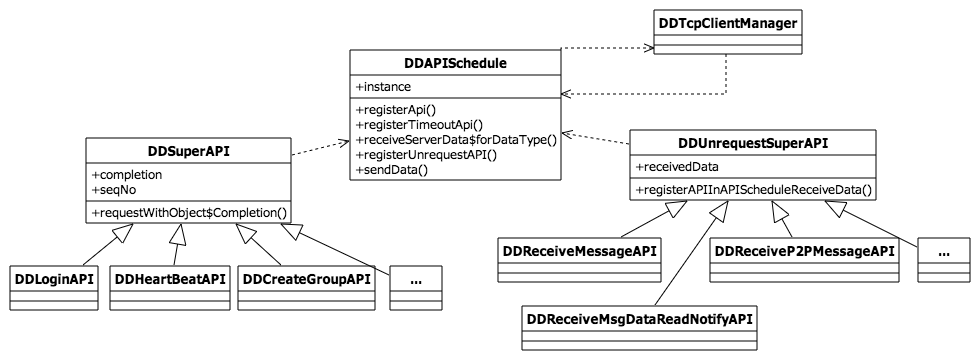 DDTcpClientManager
DDAPISchedule
+instance
+registerApi()
+registerTimeoutApi()
+receiveServerData$forDataType()
+registerUnrequestAPI()
+sendData()
DDSuperAPI
+completion
+seqNo
+requestWithObject$Completion()
DDUnrequestSuperAPI
+receivedData
+registerAPIInAPIScheduleReceiveData()
DDLoginAPI
DDHeartBeatAPI
DDCreateGroupAPI
...
DDReceiveMessageAPI
DDReceiveP2PMessageAPI
...
DDReceiveMsgDataReadNotifyAPI